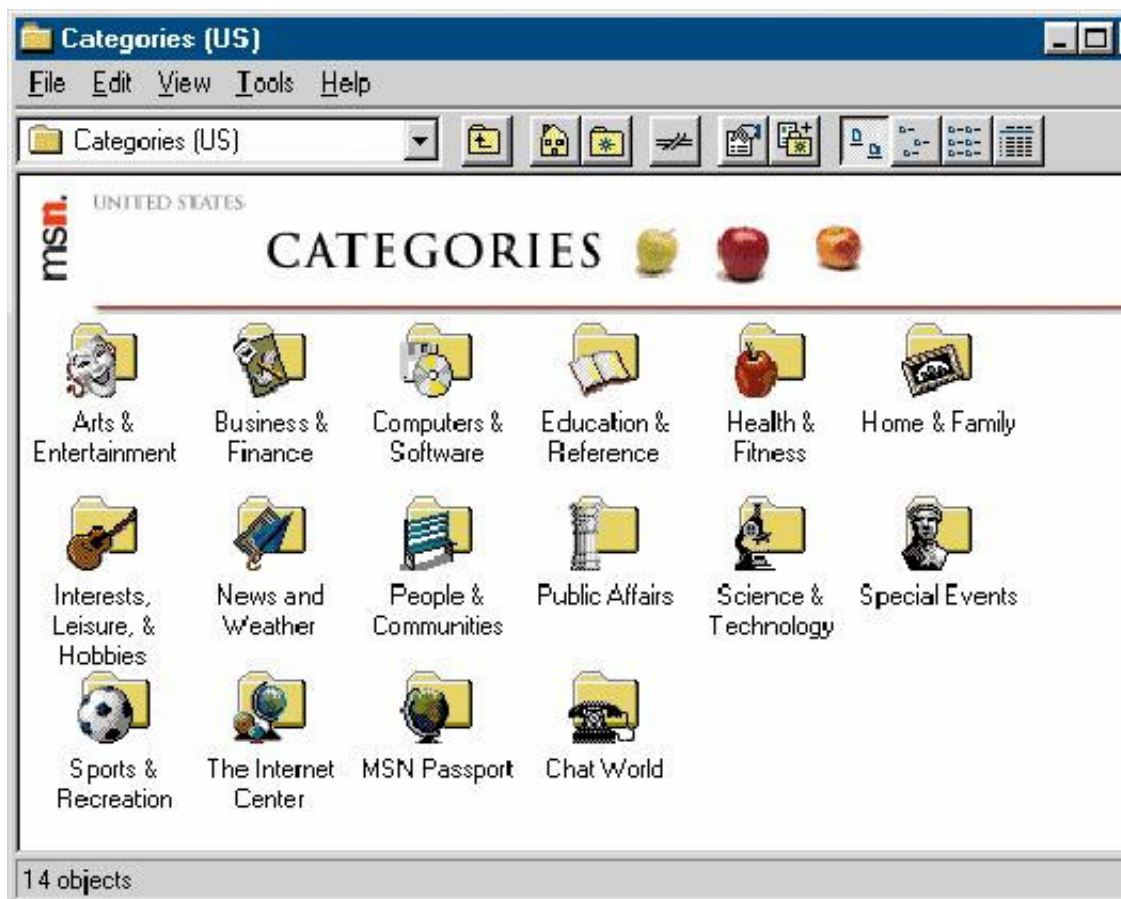 Categories (US)
File Edit View Tools Help
Categories (US)
msn.
UNITED STATES
CATEGORIES
Arts &
Entertainment
Business &
Finance
Computers &
Software
Education &
Reference
Health &
Fitness
Home & Family
Interests,
Leisure, &
Hobbies
News and
Weather
People &
Communities
Public Affairs
Science &
Technology
Special Events
Sports &
Recreation
The Internet
Center
MSN Passport
Chat World
14 objects